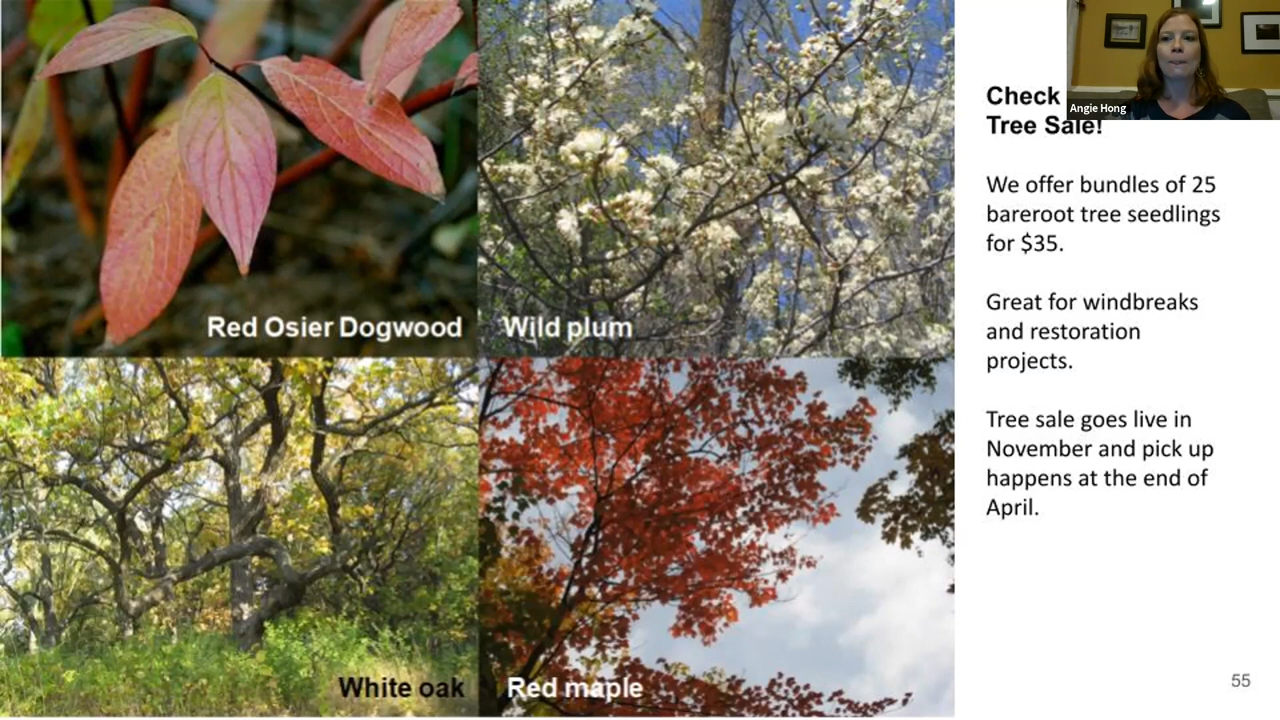 Red Osier Dogwood
Wild plum
White oak
Red maple
Angie Hong
Check
Tree Sale!
We offer bundles of 25
bareroot tree seedlings
for $35.
Great for windbreaks
and restoration
projects.
Tree sale goes live in
November and pick up
happens at the end of
April.
55